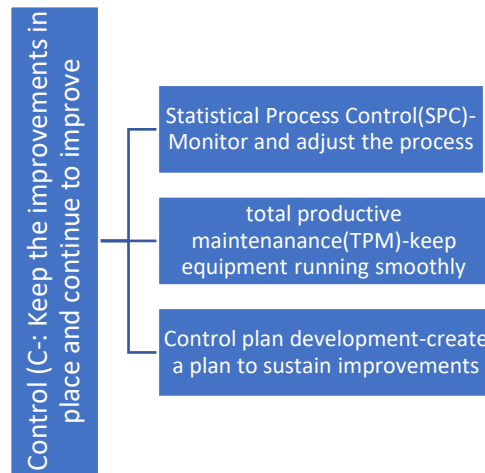 Control (C-: Keep the improvements in
place and continue to improve
Statistical Process Control(SPC)-
Monitor and adjust the process
total productive
maintenanance(TPM)-keep
equipment running smoothly
Control plan development-create
a plan to sustain improvements